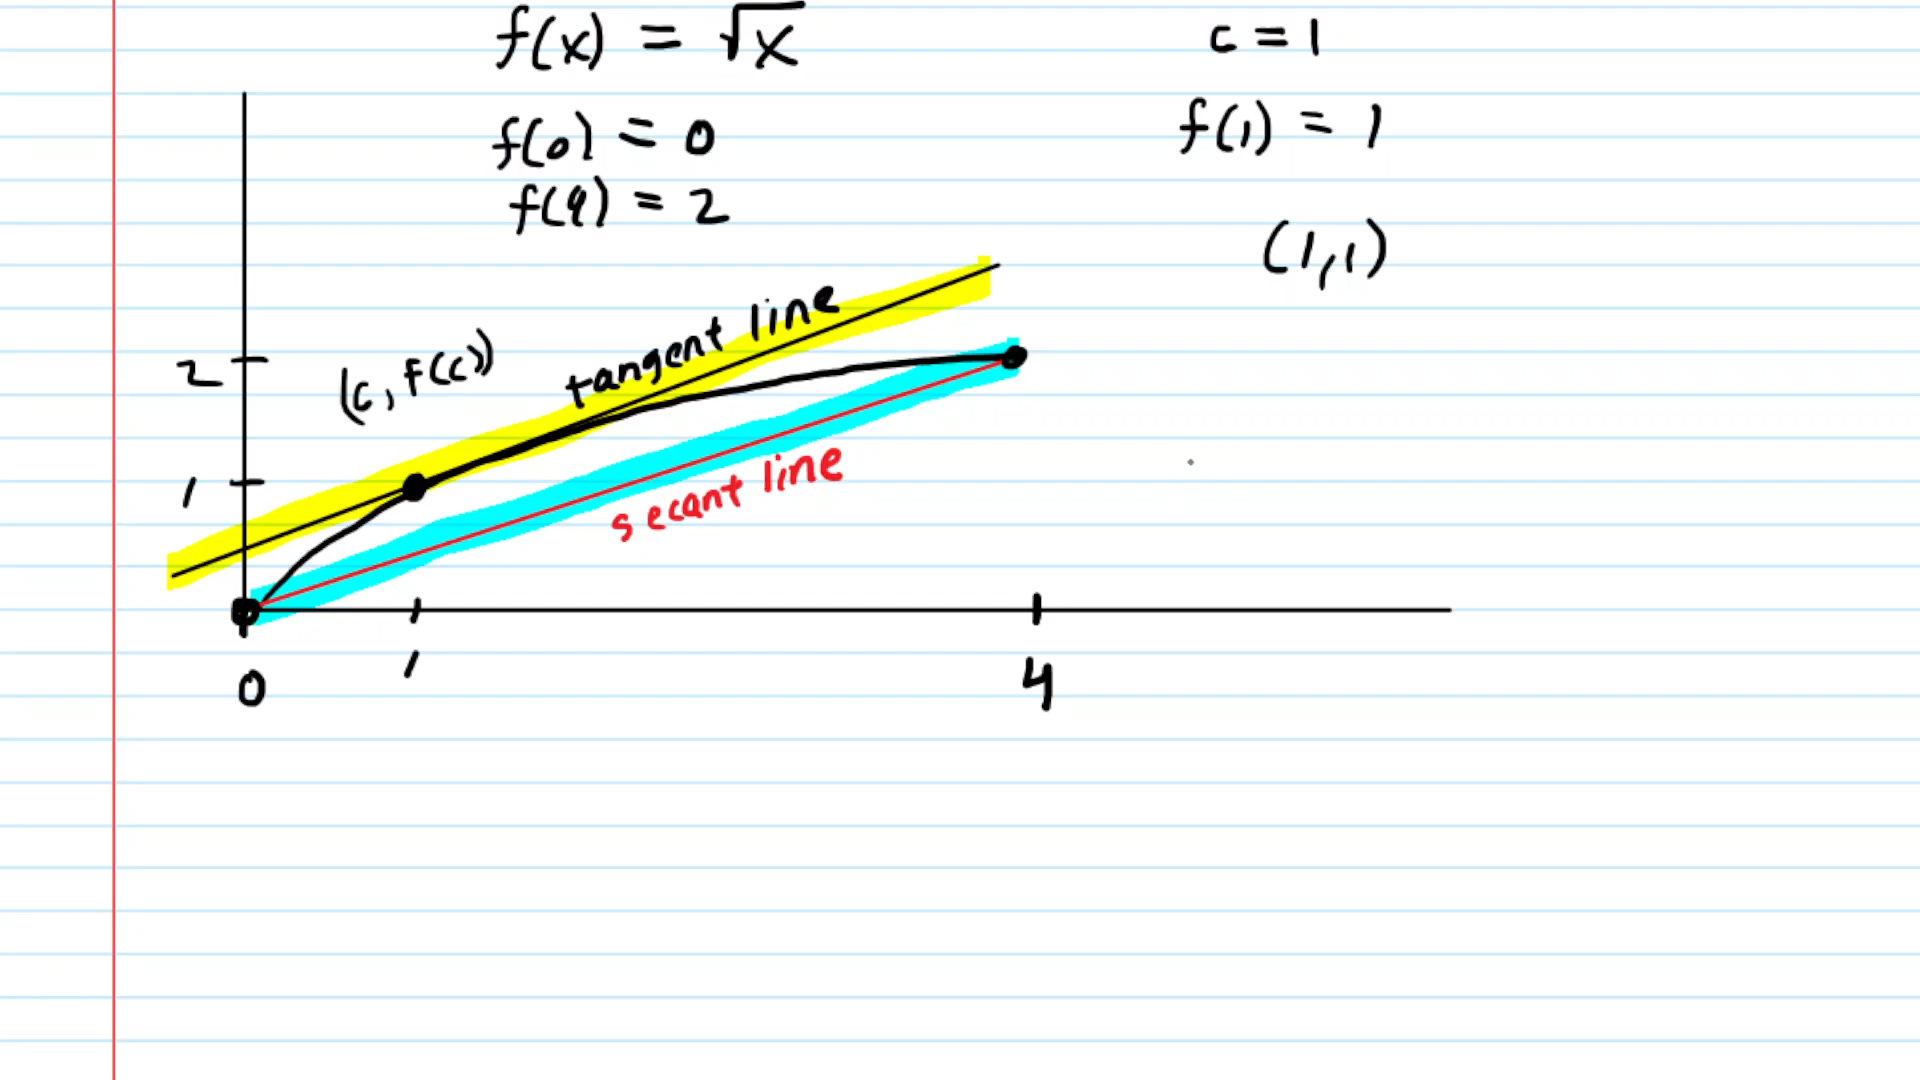 f(x) = √x
c = 1
f(0) = 0
f(1) = 1
f(4) = 2
(1,1)
tangent line
(c, f(c))
2
secant line
1
0
1
4